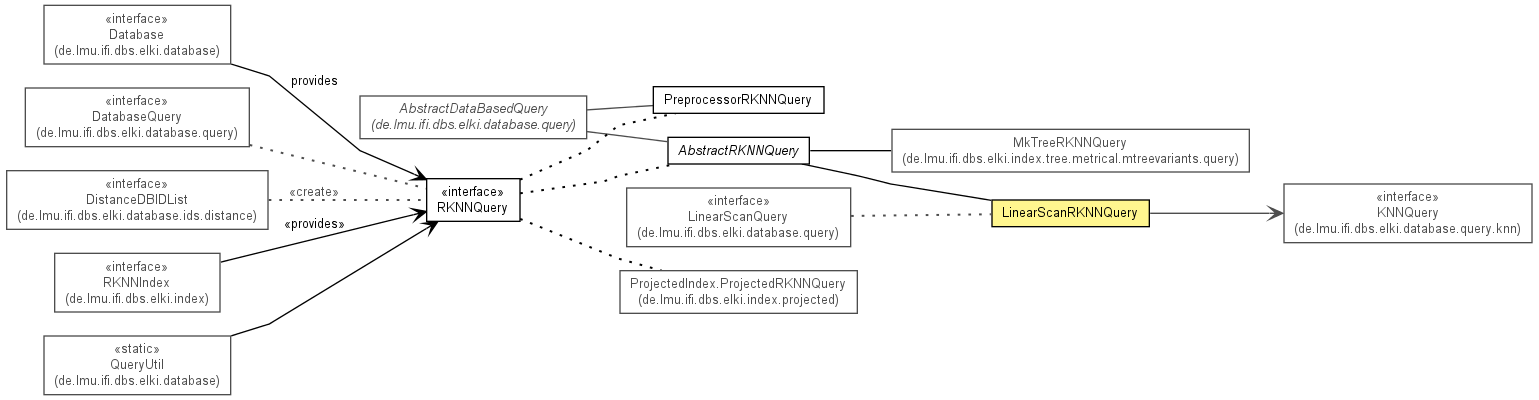 «interface»
Database
(de.lmu.ifi.dbs.elki.database)
provides
«interface»
DatabaseQuery
(de.lmu.ifi.dbs.elki.database.query)
«interface»
DistanceDBIDList
(de.lmu.ifi.dbs.elki.database.ids.distance)
«create»
«provides»
«interface»
RKNNIndex
(de.lmu.ifi.dbs.elki.index)
«static»
QueryUtil
(de.lmu.ifi.dbs.elki.database)
«interface»
RKNNQuery
AbstractDataBasedQuery
(de.lmu.ifi.dbs.elki.database.query)
PreprocessorRKNNQuery
AbstractRKNNQuery
«interface»
LinearScanQuery
(de.lmu.ifi.dbs.elki.database.query)
ProjectedIndex.ProjectedRKNNQuery
(de.lmu.ifi.dbs.elki.index.projected)
MkTreeRKNNQuery
(de.lmu.ifi.dbs.elki.index.tree.metrical.mtreevariants.query)
LinearScanRKNNQuery
«interface»
KNNQuery
(de.lmu.ifi.dbs.elki.database.query.knn)